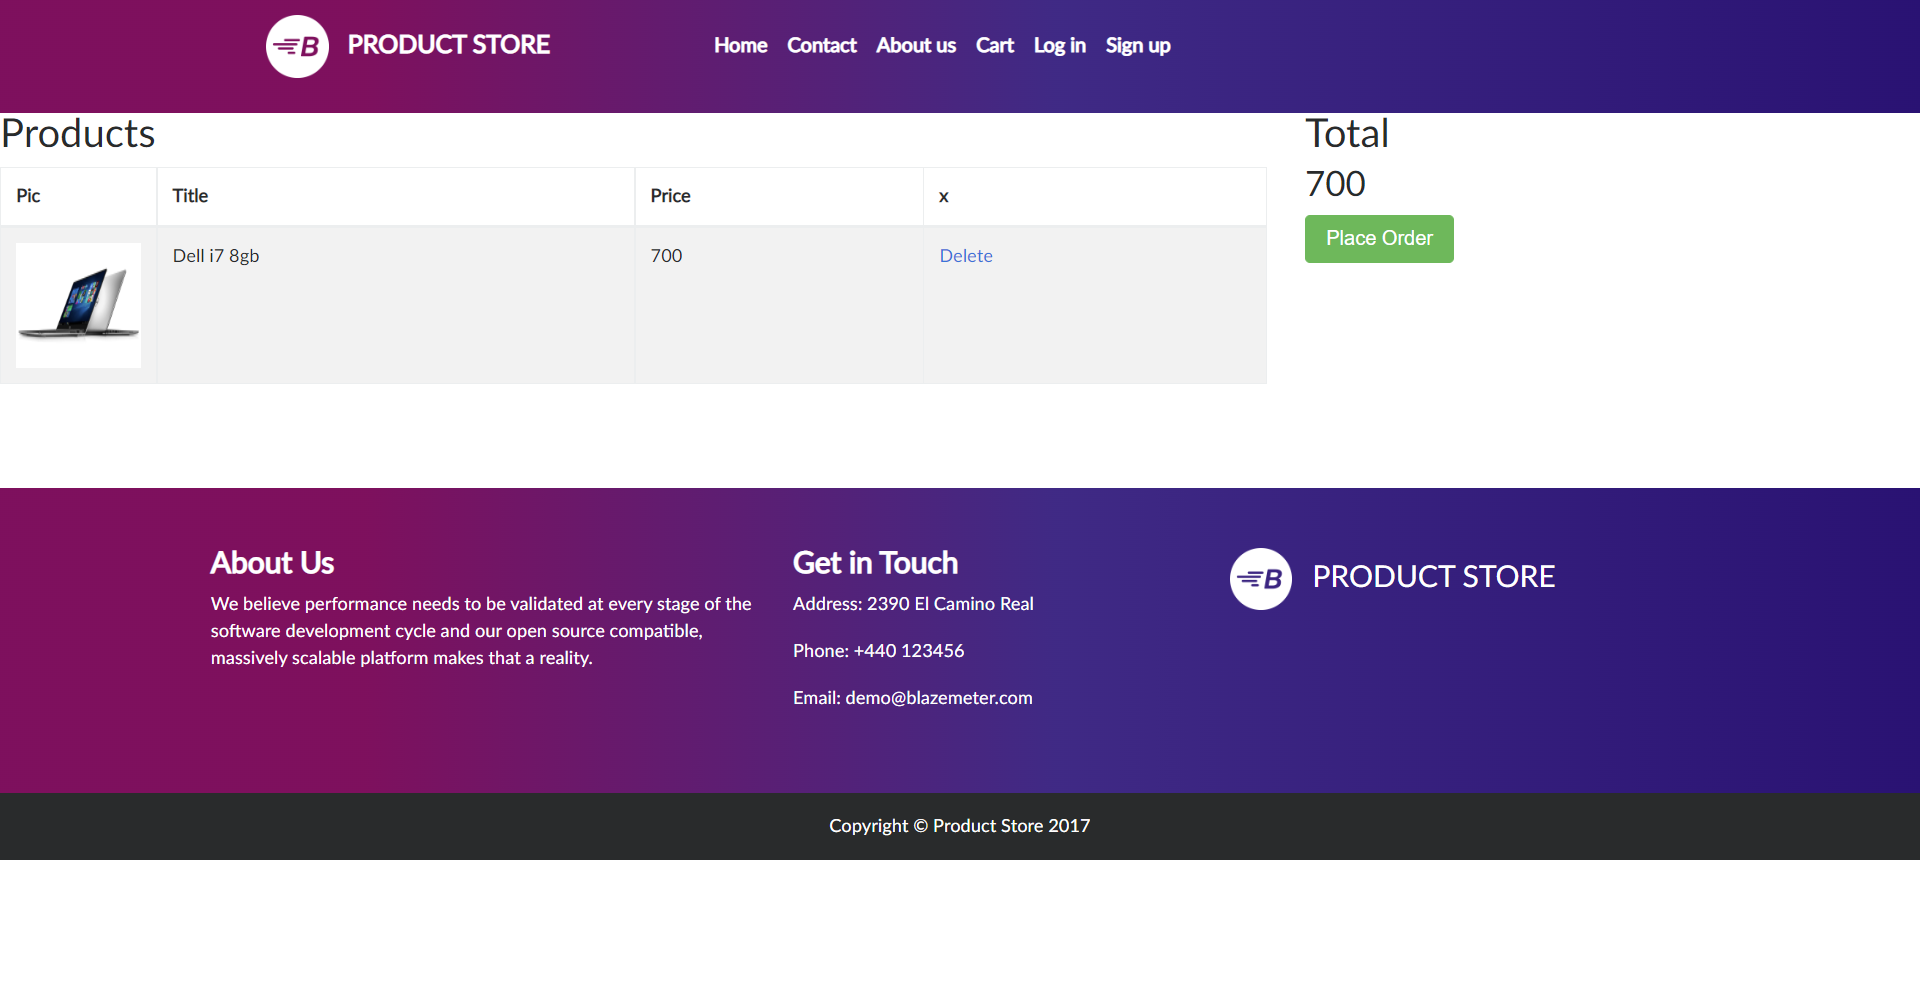 B PRODUCT STORE
Home Contact About us Cart Log in Sign up
Products
Pic Title Price x
Dell i7 8gb 700 Delete
Total
700
Place Order
About Us
We believe performance needs to be validated at every stage of the
software development cycle and our open source compatible,
massively scalable platform makes that a reality.
Get in Touch
Address: 2390 El Camino Real
Phone: +440 123456
Email: demo@blazemeter.com
B PRODUCT STORE
Copyright © Product Store 2017